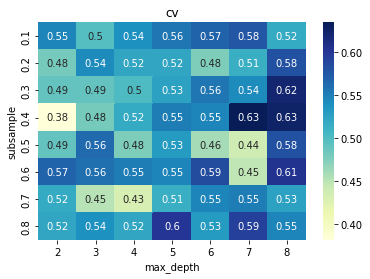 cv
0.1 0.55 0.5 0.54 0.56 0.57 0.58 0.52
0.2 0.48 0.54 0.52 0.52 0.48 0.51 0.58
0.3 0.49 0.49 0.5 0.53 0.56 0.54 0.62
0.4 0.38 0.48 0.52 0.55 0.55 0.63 0.63
0.5 0.49 0.56 0.48 0.53 0.46 0.44 0.58
0.6 0.57 0.56 0.55 0.55 0.59 0.45 0.61
0.7 0.52 0.45 0.43 0.51 0.55 0.55 0.53
0.8 0.52 0.54 0.52 0.6 0.53 0.59 0.55
2 3 4 5 6 7 8
max_depth
subsample
0.60
0.55
0.50
0.45
0.40